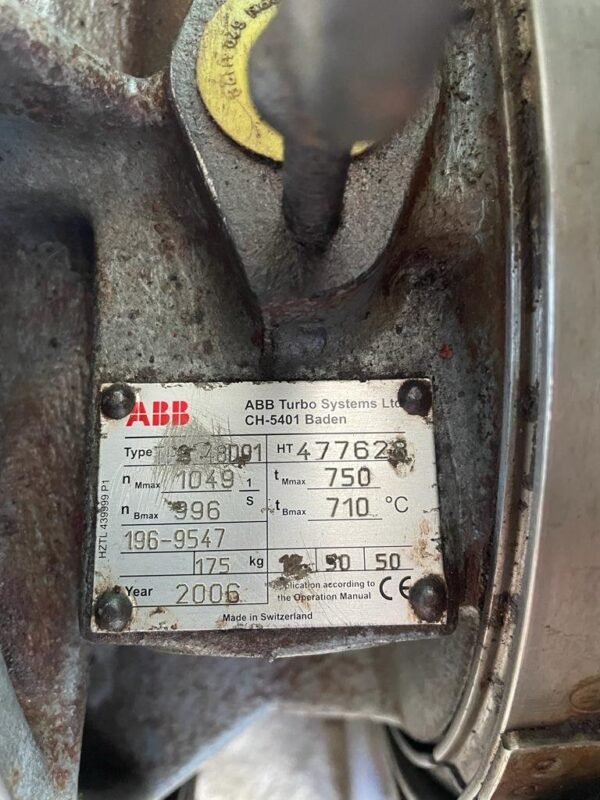 ABB
ABB Turbo Systems Ltd
CH-5401 Baden
Type HT
n Mmax 1049 1/s t Mmax 750
n Bmax 996 t Bmax 710 °C
196-9547
175 kg 50
Year 2006 Application according to
the Operation Manual CE
Made in Switzerland
HZTL 439999 P1